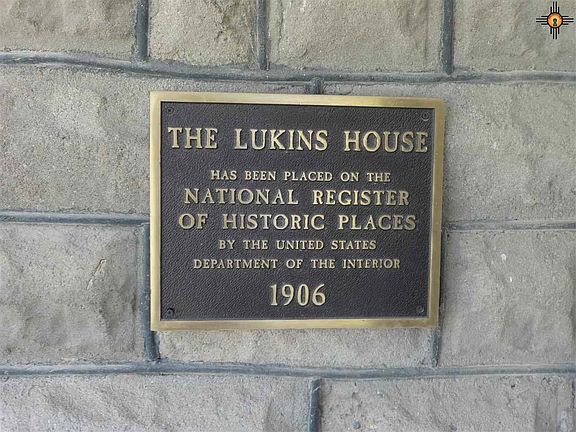 THE LUKINS HOUSE
HAS BEEN PLACED ON THE
NATIONAL REGISTER
OF HISTORIC PLACES
BY THE UNITED STATES
DEPARTMENT OF THE INTERIOR
1906